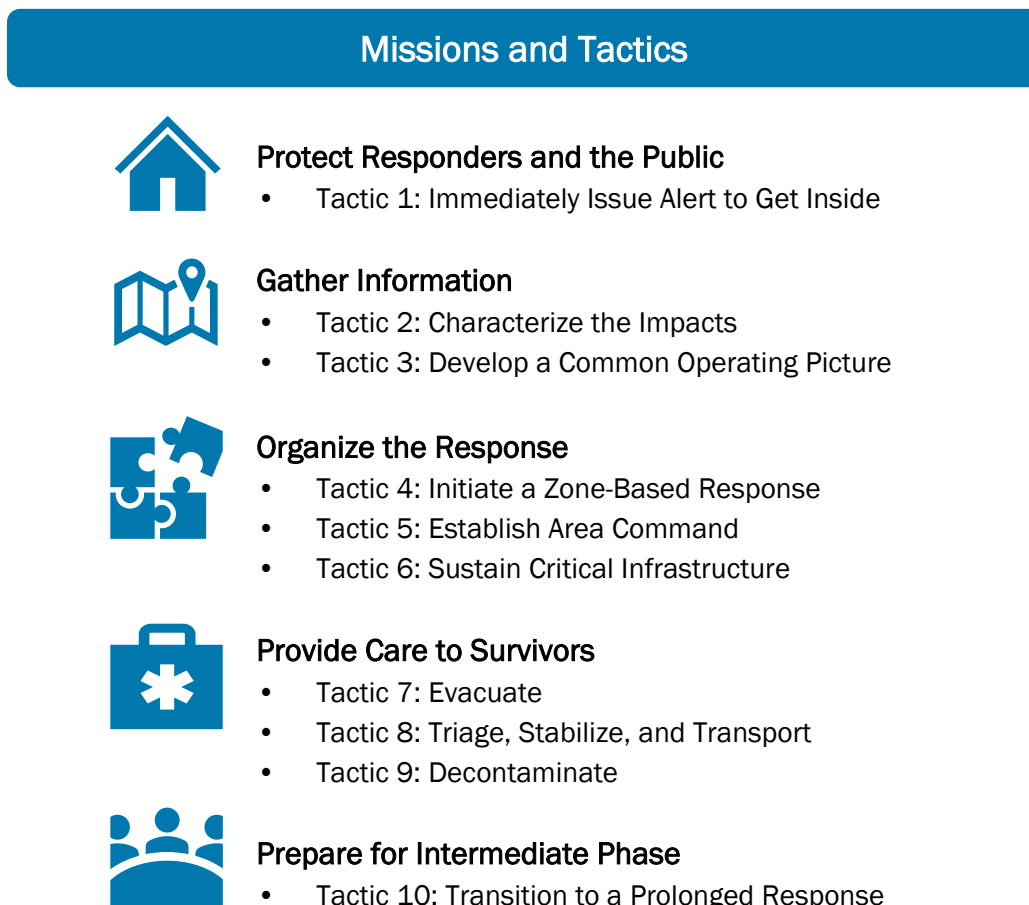 Missions and Tactics
Protect Responders and the Public
• Tactic 1: Immediately Issue Alert to Get Inside
Gather Information
• Tactic 2: Characterize the Impacts
• Tactic 3: Develop a Common Operating Picture
Organize the Response
• Tactic 4: Initiate a Zone-Based Response
• Tactic 5: Establish Area Command
• Tactic 6: Sustain Critical Infrastructure
Provide Care to Survivors
• Tactic 7: Evacuate
• Tactic 8: Triage, Stabilize, and Transport
• Tactic 9: Decontaminate
Prepare for Intermediate Phase
• Tactic 10: Transition to a Prolonged Response